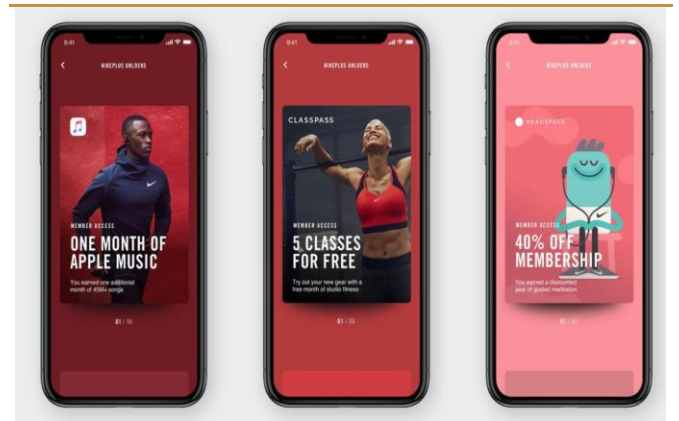 9:41
NIKEPLUS UNLOCKS
MEMBER ACCESS
ONE MONTH OF
APPLE MUSIC
You earned one additional
month of 45M+ songs
01 / 06
9:41
NIKEPLUS UNLOCKS
CLASSPASS
MEMBER ACCESS
5 CLASSES
FOR FREE
Try out your new gear with a
free month of studio fitness
01 / 06
9:41
NIKEPLUS UNLOCKS
HEADSPACE
MEMBER ACCESS
40% OFF
MEMBERSHIP
You earned a discounted
year of guided meditation
01 / 06